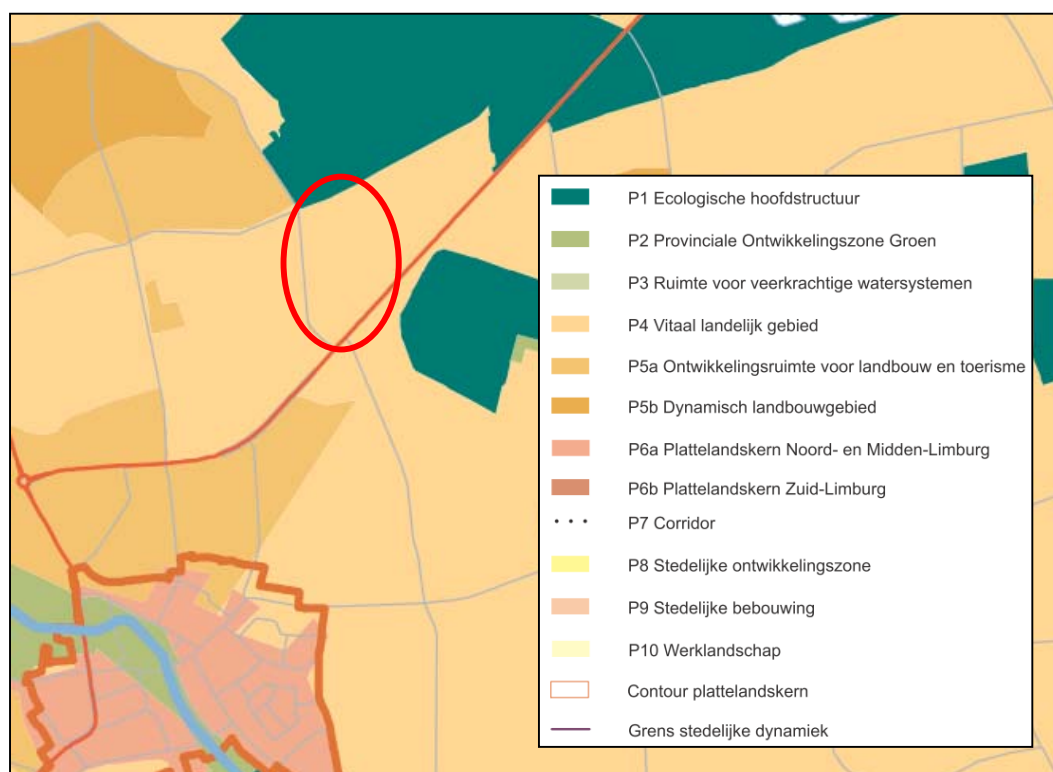 P1 Ecologische hoofdstructuur
P2 Provinciale Ontwikkelingszone Groen
P3 Ruimte voor veerkrachtige watersystemen
P4 Vitaal landelijk gebied
P5a Ontwikkelingsruimte voor landbouw en toerisme
P5b Dynamisch landbouwgebied
P6a Plattelandskern Noord- en Midden-Limburg
P6b Plattelandskern Zuid-Limburg
P7 Corridor
P8 Stedelijke ontwikkelingszone
P9 Stedelijke bebouwing
P10 Werklandschap
Contour plattelandskern
Grens stedelijke dynamiek